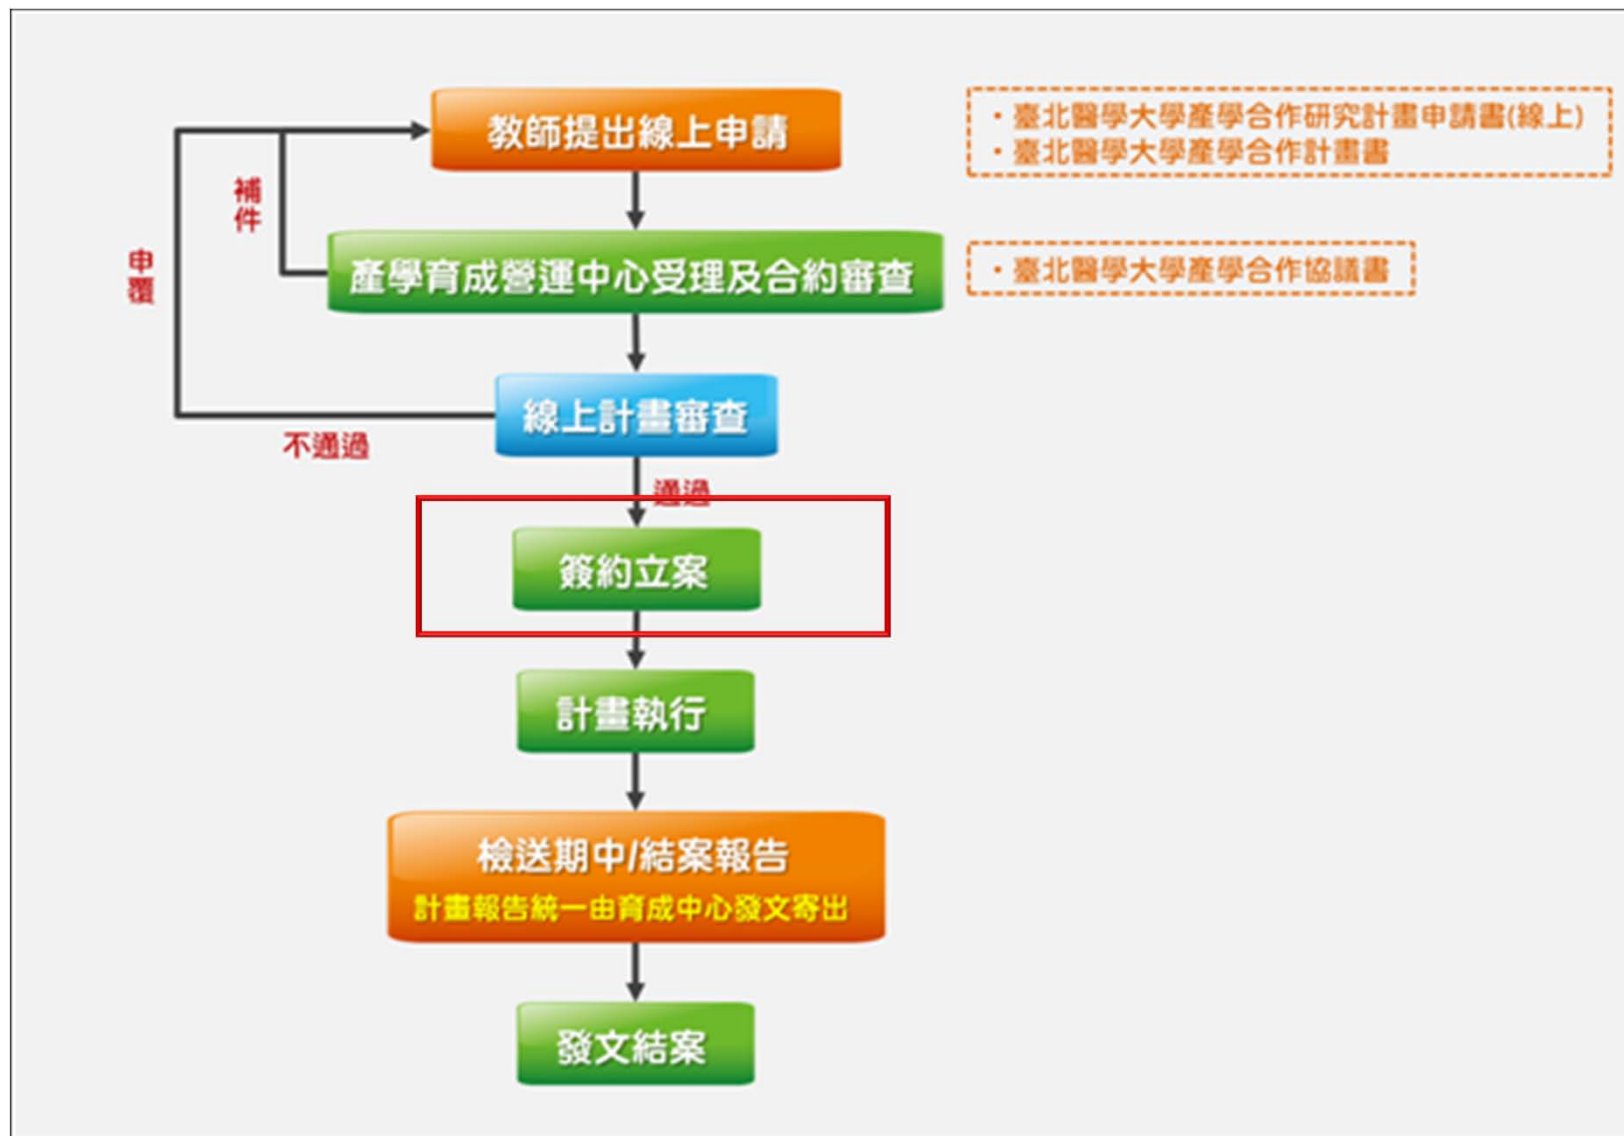 教師提出線上申請
・臺北醫學大學產學合作研究計畫申請書(線上)
・臺北醫學大學產學合作計畫書
補件
申覆
產學育成營運中心受理及合約審查
・臺北醫學大學產學合作協議書
線上計畫審查
不通過
通過
簽約立案
計畫執行
檢送期中/結案報告
計畫報告統一由育成中心發文寄出
發文結案